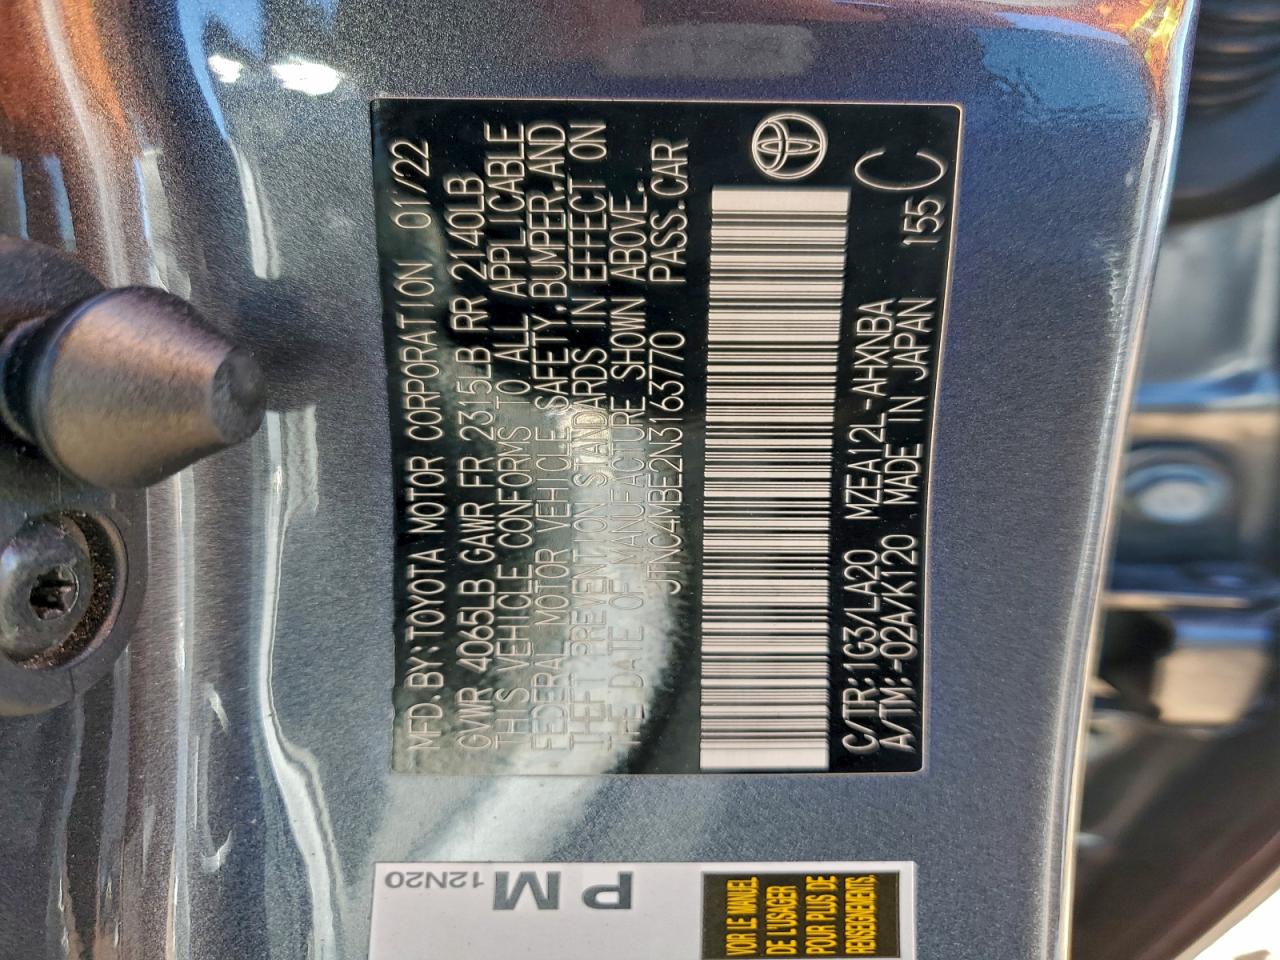 MFD. BY: TOYOTA MOTOR CORPORATION 01/22
GVWR 4065LB GAWR FR 2315LB RR 2140LB
THIS VEHICLE CONFORMS TO ALL APPLICABLE
FEDERAL MOTOR VEHICLE SAFETY, BUMPER, AND
THEFT PREVENTION STANDARDS IN EFFECT ON
THE DATE OF MANUFACTURE SHOWN ABOVE.
JTNC4MBE2N3163770 PASS.CAR
C/TR:1G3/LA20 MZEA12L-AHXNBA
A/TM:-02A/K120 MADE IN JAPAN 155 C
PM
12N20
VOIR LE MANUEL
DE L'USAGER
POUR PLUS DE
RENSEIGNEMENTS.